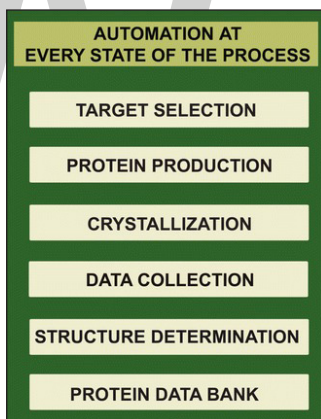 AUTOMATION AT
EVERY STATE OF THE PROCESS
TARGET SELECTION
PROTEIN PRODUCTION
CRYSTALLIZATION
DATA COLLECTION
STRUCTURE DETERMINATION
PROTEIN DATA BANK